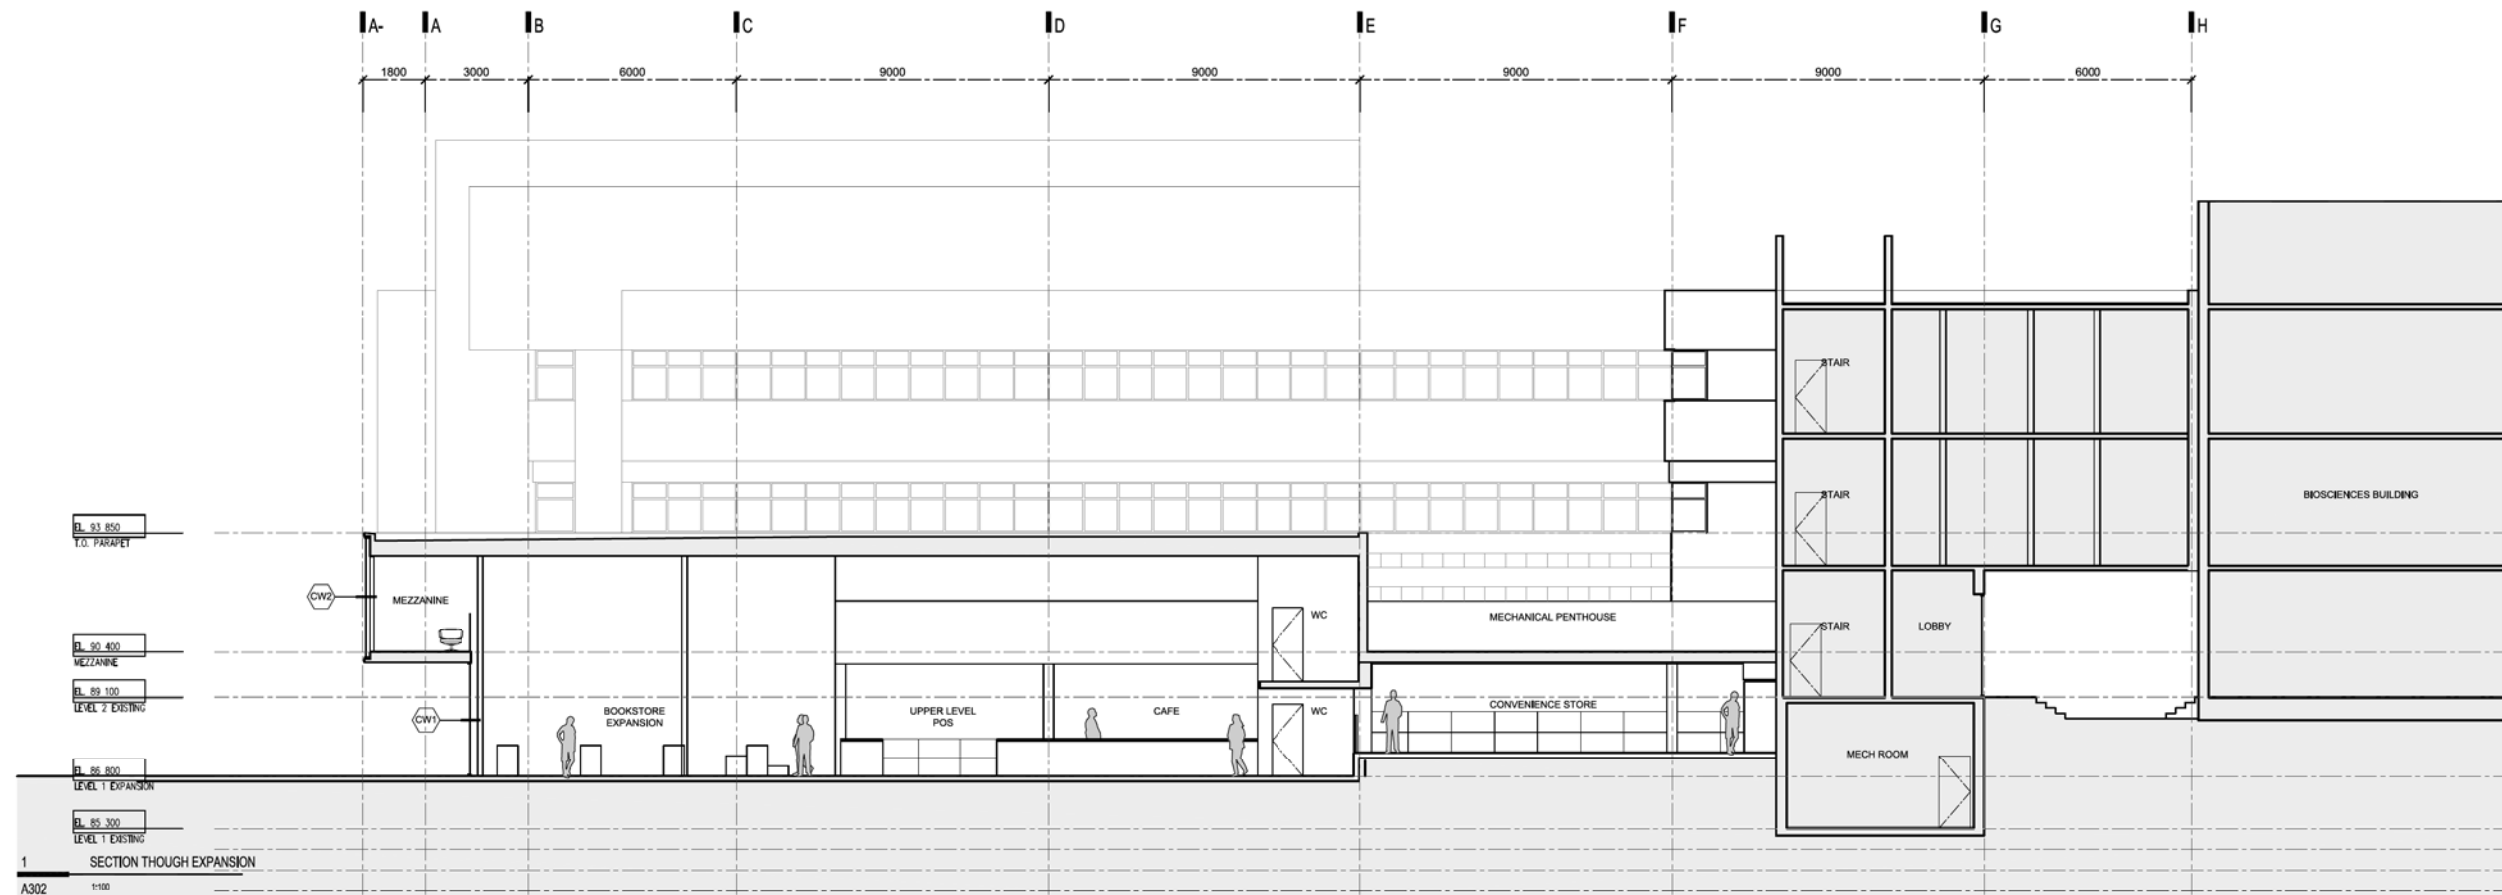 A- A B C D E F G H
1800 3000 6000 9000 9000 9000 9000 6000
STAIR
STAIR
BIOSCIENCES BUILDING
EL. 93 850
T.O. PARAPET
CW2
MEZZANINE
WC
MECHANICAL PENTHOUSE
STAIR
LOBBY
EL. 90 400
MEZZANINE
EL. 89 100
LEVEL 2 EXISTING
CW1
BOOKSTORE
EXPANSION
UPPER LEVEL
POS
CAFE
WC
CONVENIENCE STORE
MECH ROOM
EL. 86 800
LEVEL 1 EXPANSION
EL. 85 300
LEVEL 1 EXISTING
1 SECTION THOUGH EXPANSION
A302 1:100